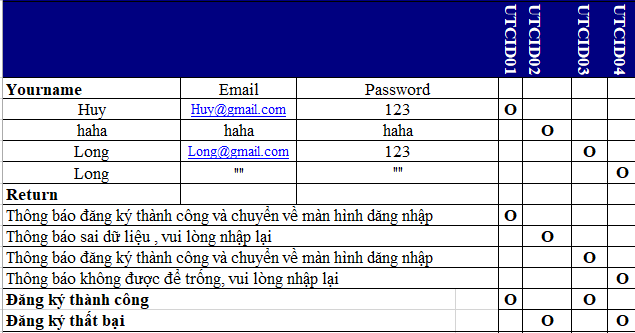 UTCID01 UTCID02 UTCID03 UTCID04
Yourname Email Password
Huy Huy@gmail.com 123 O
haha haha haha O
Long Long@gmail.com 123 O
Long "" "" O
Return
Thông báo đăng ký thành công và chuyển về màn hình dăng nhập O
Thông báo sai dữ liệu , vui lòng nhập lại O
Thông báo đăng ký thành công và chuyển về màn hình dăng nhập O
Thông báo không được để trống, vui lòng nhập lại O
Đăng ký thành công O O
Đăng ký thất bại O O